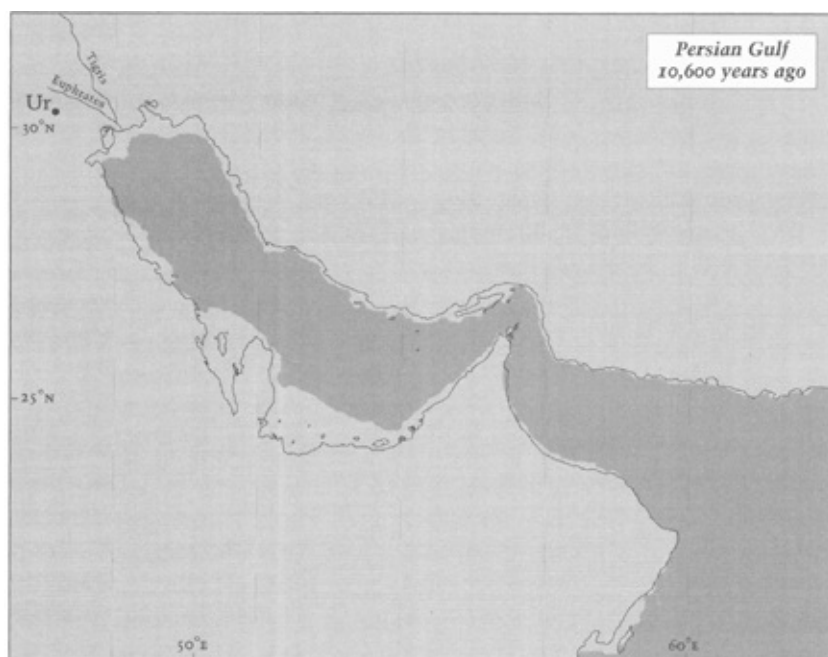 Persian Gulf
10,600 years ago
Tigris
Euphrates
Ur
30°N
25°N
50°E
60°E